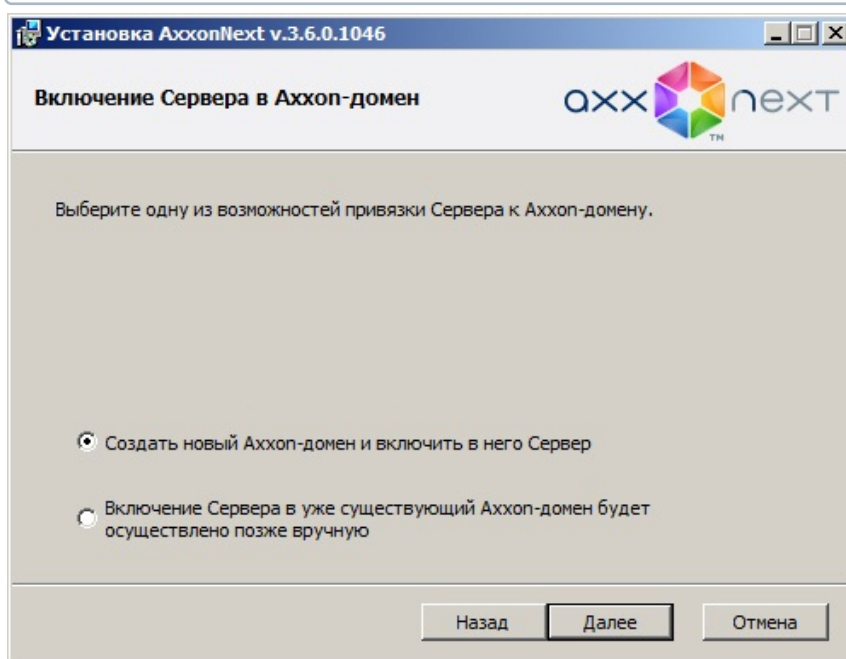 Установка AxxonNext v.3.6.0.1046
Включение Сервера в Axxon-домен
axx next
TM
Выберите одну из возможностей привязки Сервера к Axxon-домену.
Создать новый Axxon-домен и включить в него Сервер
Включение Сервера в уже существующий Axxon-домен будет
осуществлено позже вручную
Назад Далее Отмена